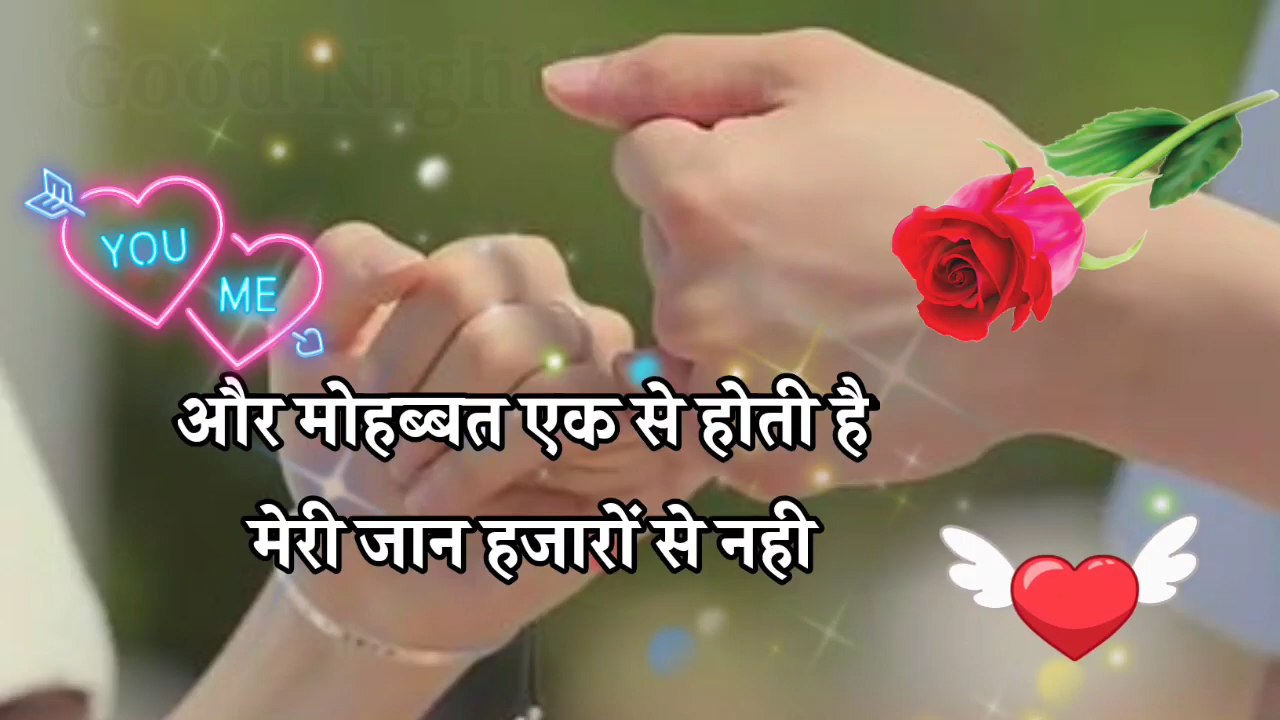 Good Night
YOU
ME
और मोहब्बत एक से होती है
मेरी जान हजारों से नही